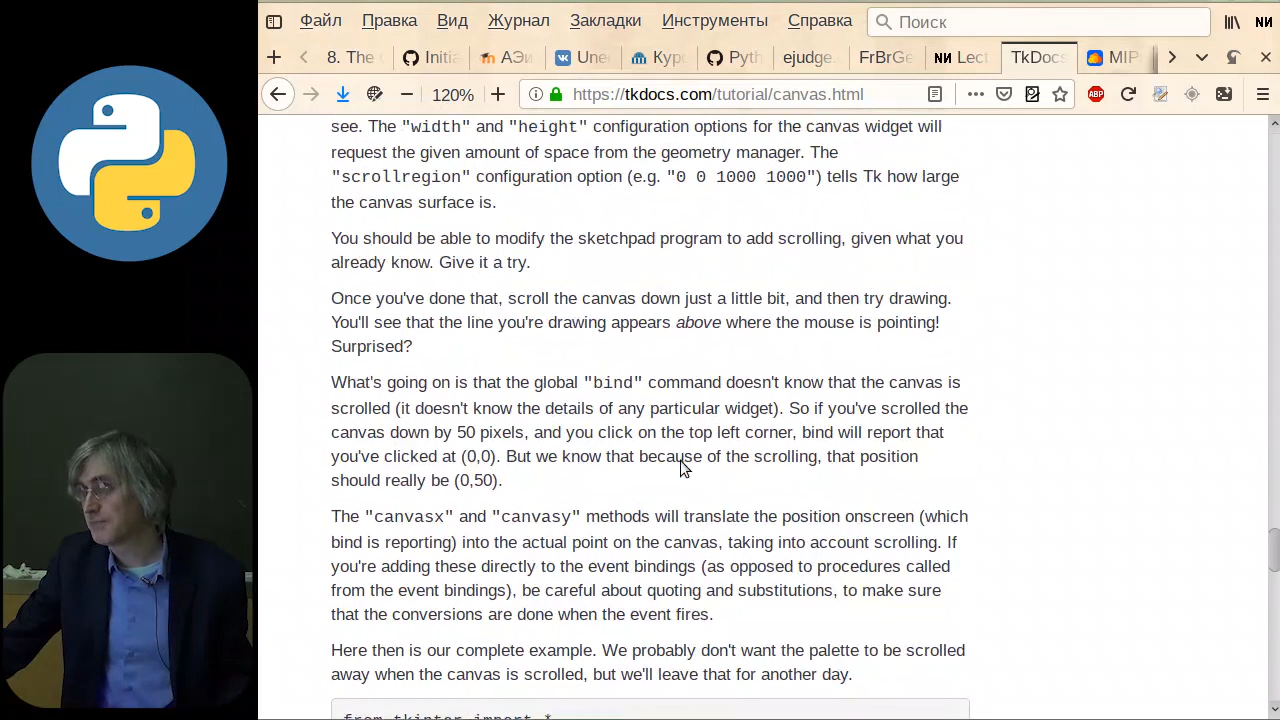 Файл Правка Вид Журнал Закладки Инструменты Справка Поиск
8. The Initia АЭи Une Курс Pyth ejudge. FrBrGe Lect TkDocs MIP
120% https://tkdocs.com/tutorial/canvas.html ABP
see. The "width" and "height" configuration options for the canvas widget will
request the given amount of space from the geometry manager. The
"scrollregion" configuration option (e.g. "0 0 1000 1000") tells Tk how large
the canvas surface is.
You should be able to modify the sketchpad program to add scrolling, given what you
already know. Give it a try.
Once you've done that, scroll the canvas down just a little bit, and then try drawing.
You'll see that the line you're drawing appears above where the mouse is pointing!
Surprised?
What's going on is that the global "bind" command doesn't know that the canvas is
scrolled (it doesn't know the details of any particular widget). So if you've scrolled the
canvas down by 50 pixels, and you click on the top left corner, bind will report that
you've clicked at (0,0). But we know that because of the scrolling, that position
should really be (0,50).
The "canvasx" and "canvasy" methods will translate the position onscreen (which
bind is reporting) into the actual point on the canvas, taking into account scrolling. If
you're adding these directly to the event bindings (as opposed to procedures called
from the event bindings), be careful about quoting and substitutions, to make sure
that the conversions are done when the event fires.
Here then is our complete example. We probably don't want the palette to be scrolled
away when the canvas is scrolled, but we'll leave that for another day.
from tkinter import *